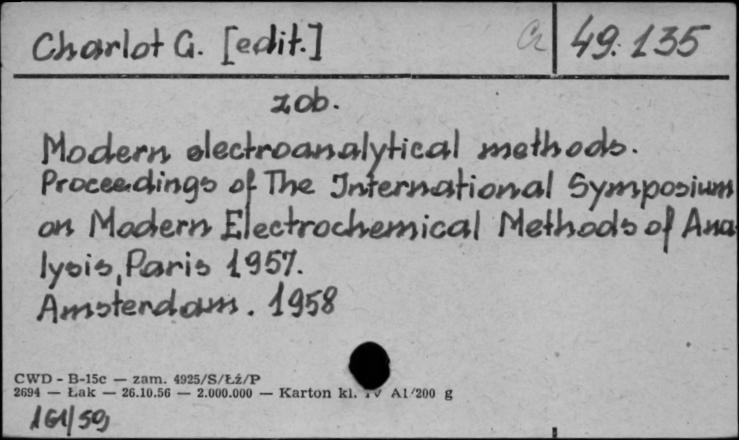 Charlot G. [edit.] 49.135
zob.
Modern electroanalytical methods.
Proceedings of The International Symposium
on Modern Electrochemical Methods of Ana
lysis, Paris 1957.
Amsterdam. 1958
CWD - B-15c — zam. 4925/S/Łź/P
2694 — Łak — 26.10.56 — 2.000.000 — Karton kl. IV A1/200 g
161/59